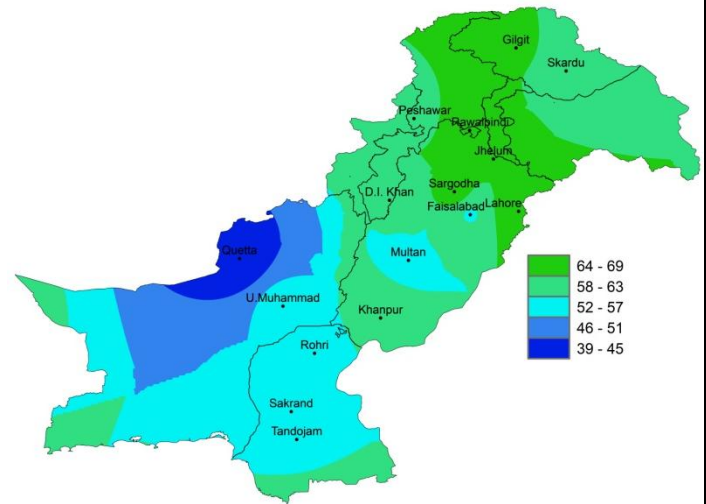 Gilgit
Skardu
Peshawar
Rawalpindi
Jhelum
D.I. Khan
Sargodha
Faisalabad
Lahore
Quetta
Multan
U.Muhammad
Khanpur
Rohri
Sakrand
Tandojam
64 - 69
58 - 63
52 - 57
46 - 51
39 - 45